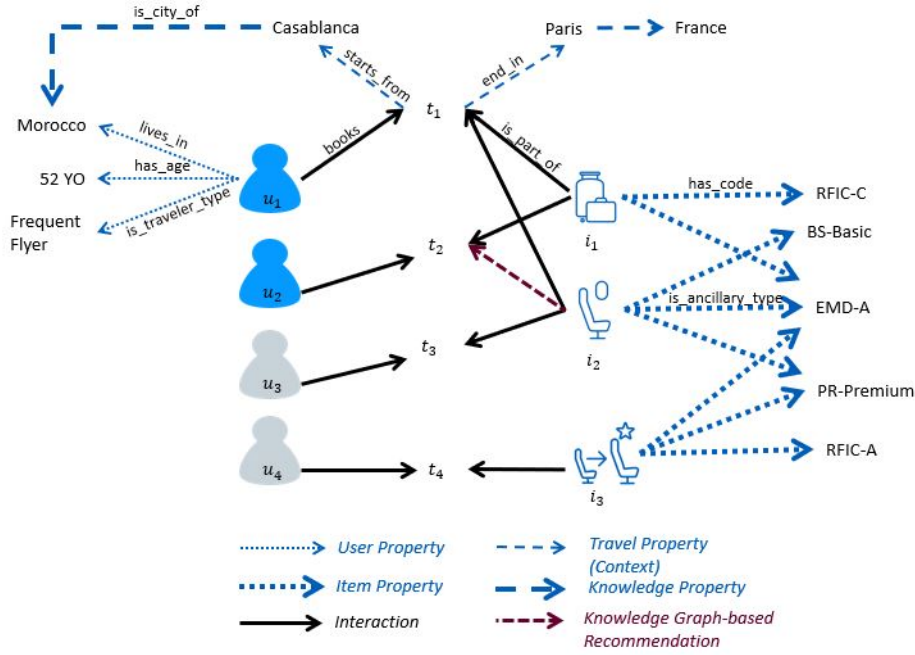 is_city_of
Casablanca
Paris
France
starts_from
end_in
t1
Morocco
lives_in
books
is_part_of
52 YO
has_age
u1
has_code
RFIC-C
Frequent
Flyer
is_traveler_type
i1
BS-Basic
t2
u2
is_ancillary_type
EMD-A
t3
i2
u3
PR-Premium
u4
t4
RFIC-A
i3
User Property
Travel Property
(Context)
Item Property
Knowledge Property
Interaction
Knowledge Graph-based
Recommendation